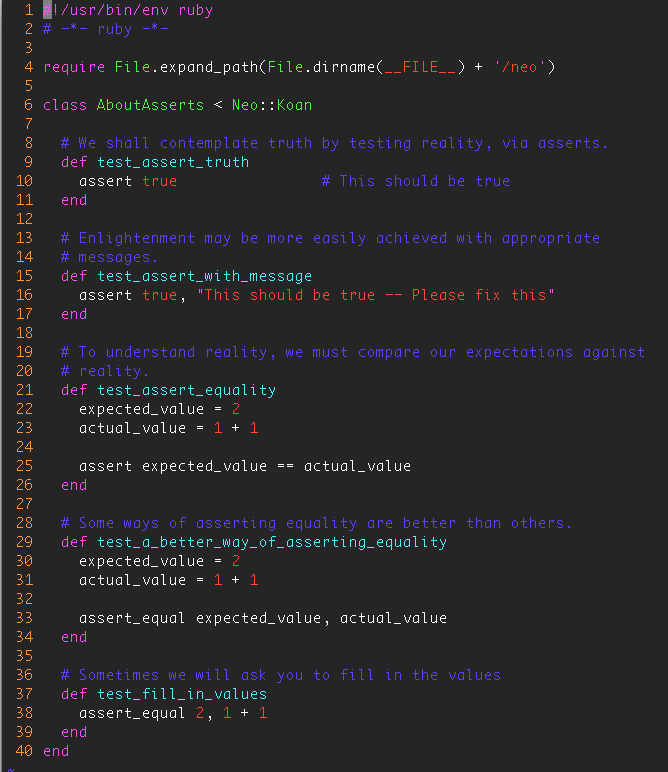 1 #!/usr/bin/env ruby
2 # -*- ruby -*-
3
4 require File.expand_path(File.dirname(__FILE__) + '/neo')
5
6 class AboutAsserts < Neo::Koan
7
8   # We shall contemplate truth by testing reality, via asserts.
9   def test_assert_truth
10     assert true                # This should be true
11   end
12
13   # Enlightenment may be more easily achieved with appropriate
14   # messages.
15   def test_assert_with_message
16     assert true, "This should be true -- Please fix this"
17   end
18
19   # To understand reality, we must compare our expectations against
20   # reality.
21   def test_assert_equality
22     expected_value = 2
23     actual_value = 1 + 1
24
25     assert expected_value == actual_value
26   end
27
28   # Some ways of asserting equality are better than others.
29   def test_a_better_way_of_asserting_equality
30     expected_value = 2
31     actual_value = 1 + 1
32
33     assert_equal expected_value, actual_value
34   end
35
36   # Sometimes we will ask you to fill in the values
37   def test_fill_in_values
38     assert_equal 2, 1 + 1
39   end
40 end
~